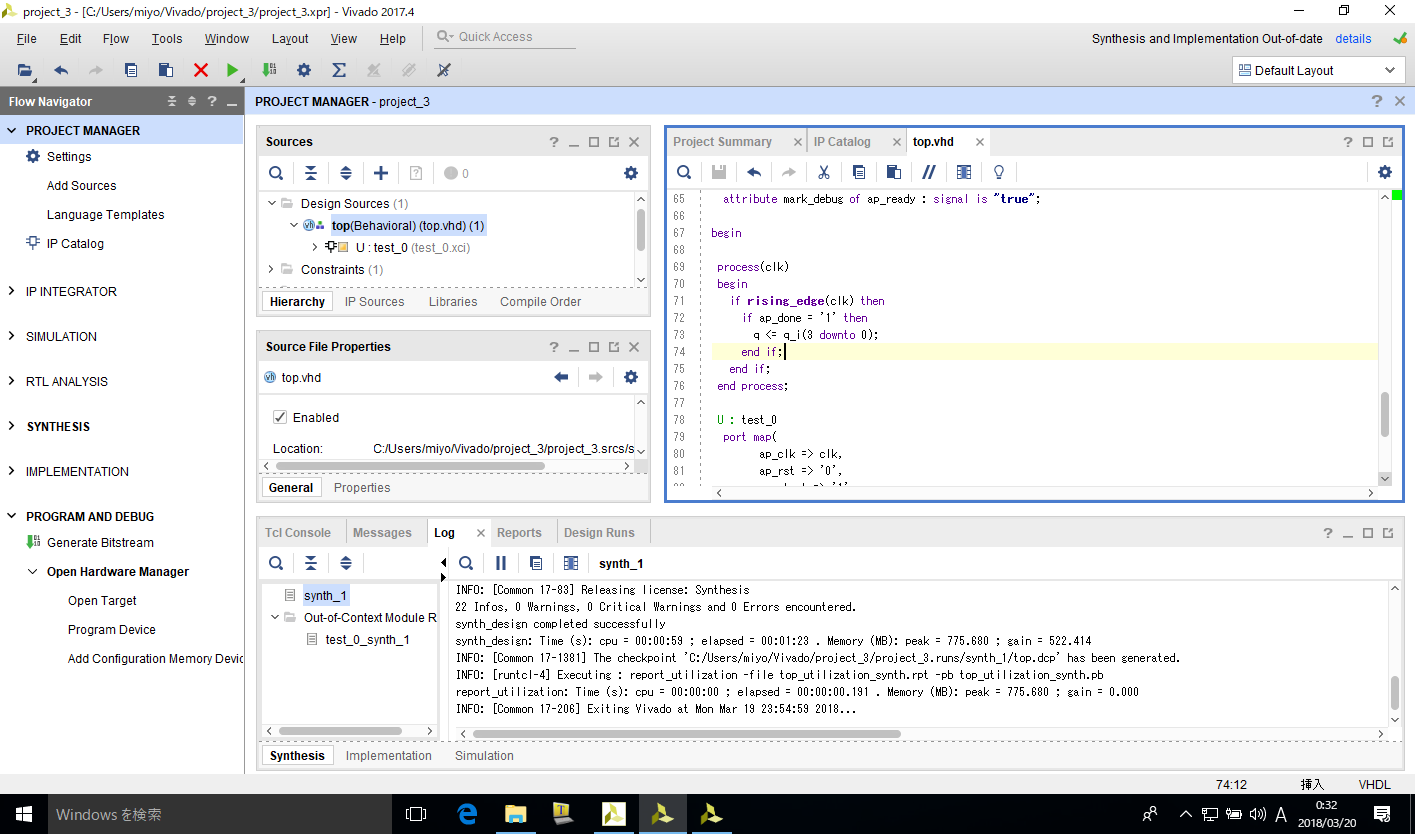 project_3 - [C:/Users/miyo/Vivado/project_3/project_3.xpr] - Vivado 2017.4
File Edit Flow Tools Window Layout View Help Quick Access
Synthesis and Implementation Out-of-date details
Default Layout
Flow Navigator
PROJECT MANAGER
Settings
Add Sources
Language Templates
IP Catalog
IP INTEGRATOR
SIMULATION
RTL ANALYSIS
SYNTHESIS
IMPLEMENTATION
PROGRAM AND DEBUG
Generate Bitstream
Open Hardware Manager
Open Target
Program Device
Add Configuration Memory Devic
PROJECT MANAGER - project_3
Sources
0
Design Sources (1)
top(Behavioral) (top.vhd) (1)
U : test_0 (test_0.xci)
Constraints (1)
Hierarchy IP Sources Libraries Compile Order
Source File Properties
top.vhd
Enabled
Location: C:/Users/miyo/Vivado/project_3/project_3.srcs/s
General Properties
Project Summary IP Catalog top.vhd
65 attribute mark_debug of ap_ready : signal is "true";
66
67 begin
68
69 process(clk)
70 begin
71 if rising_edge(clk) then
72 if ap_done = '1' then
73 q <= q_i(3 downto 0);
74 end if;
75 end if;
76 end process;
77
78 U : test_0
79 port map(
80 ap_clk => clk,
81 ap_rst => '0',
Tcl Console Messages Log Reports Design Runs
synth_1
Out-of-Context Module R
test_0_synth_1
synth_1
INFO: [Common 17-83] Releasing license: Synthesis
22 Infos, 0 Warnings, 0 Critical Warnings and 0 Errors encountered.
synth_design completed successfully
synth_design: Time (s): cpu = 00:00:59 ; elapsed = 00:01:23 . Memory (MB): peak = 775.680 ; gain = 522.414
INFO: [Common 17-1381] The checkpoint 'C:/Users/miyo/Vivado/project_3/project_3.runs/synth_1/top.dcp' has been generated.
INFO: [runtcl-4] Executing : report_utilization -file top_utilization_synth.rpt -pb top_utilization_synth.pb
report_utilization: Time (s): cpu = 00:00:00 ; elapsed = 00:00:00.191 . Memory (MB): peak = 775.680 ; gain = 0.000
INFO: [Common 17-206] Exiting Vivado at Mon Mar 19 23:54:59 2018...
Synthesis Implementation Simulation
74:12 挿入 VHDL
Windows を検索
A
0:32
2018/03/20